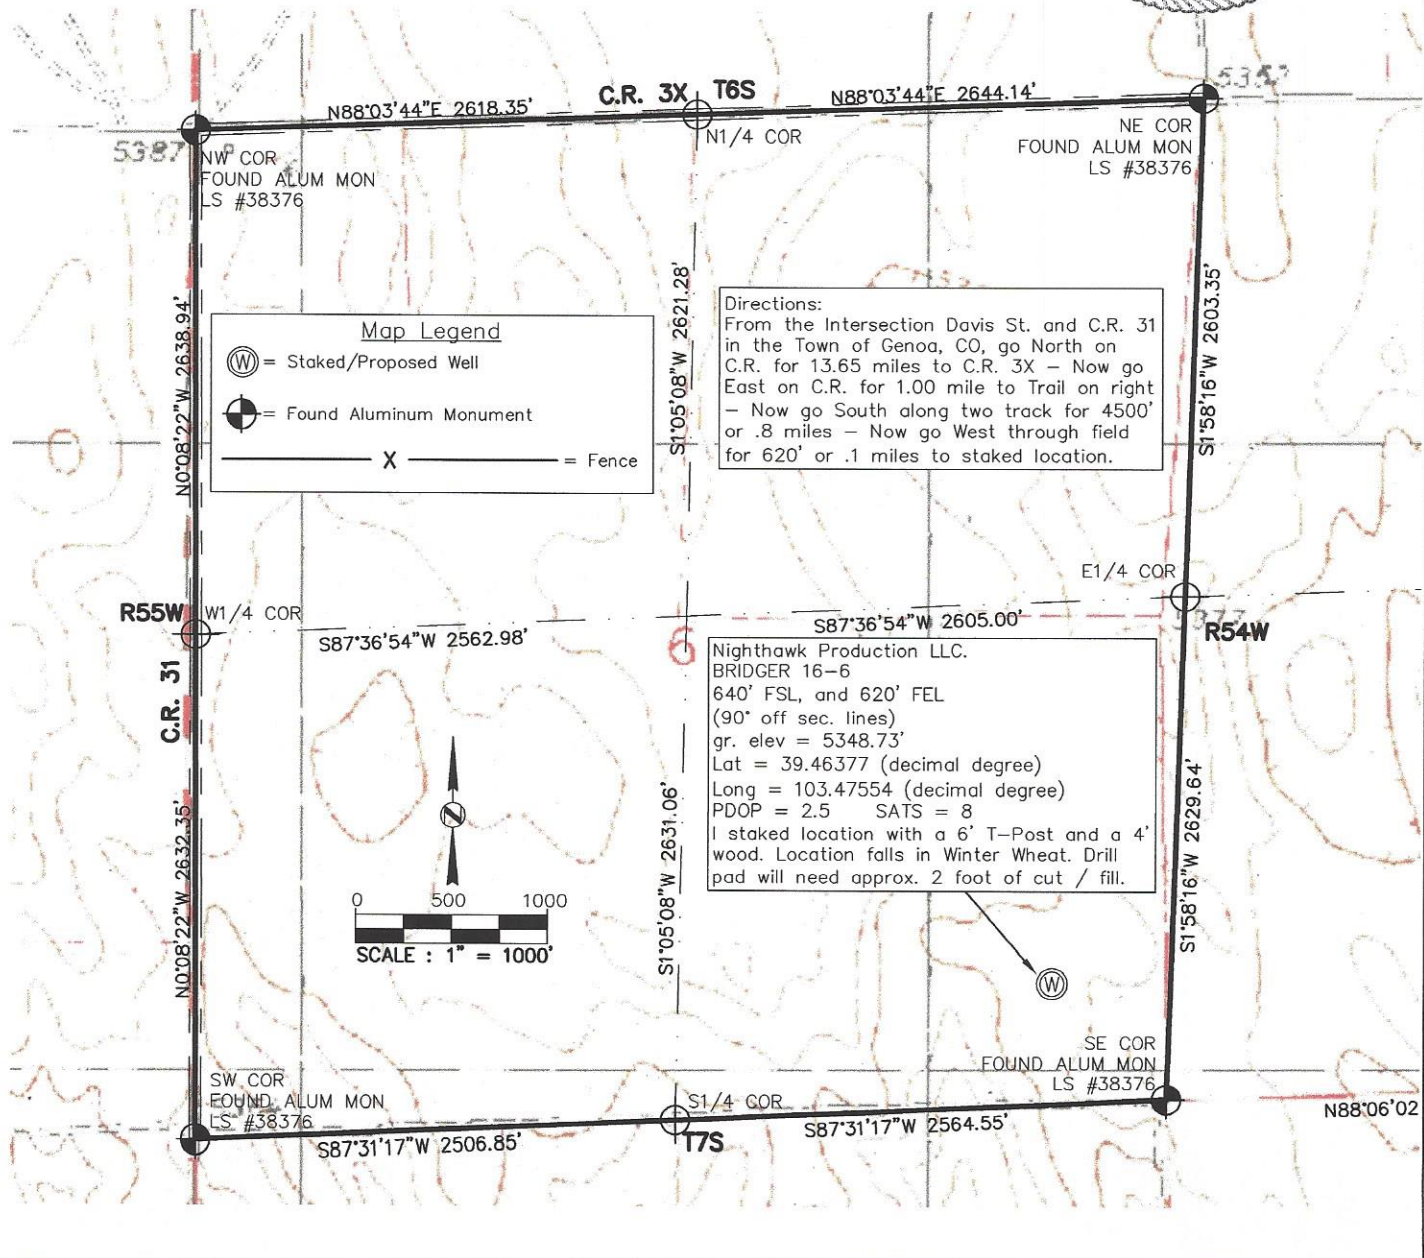 C.R. 3X T6S
N88°03'44"E 2618.35'
N88°03'44"E 2644.14'
5387
NW COR
FOUND ALUM MON
LS #38376
N1/4 COR
NE COR
FOUND ALUM MON
LS #38376
N0°08'22"W 2638.94'
S1°05'08"W 2621.28'
S1°58'16"W 2603.35'
Map Legend
W = Staked/Proposed Well
= Found Aluminum Monument
X = Fence
Directions:
From the Intersection Davis St. and C.R. 31
in the Town of Genoa, CO, go North on
C.R. for 13.65 miles to C.R. 3X – Now go
East on C.R. for 1.00 mile to Trail on right
– Now go South along two track for 4500'
or .8 miles – Now go West through field
for 620' or .1 miles to staked location.
E1/4 COR
R55W
W1/4 COR
S87°36'54"W 2562.98'
S87°36'54"W 2605.00'
R54W
C.R. 31
Nighthawk Production LLC.
BRIDGER 16–6
640' FSL, and 620' FEL
(90° off sec. lines)
gr. elev = 5348.73'
Lat = 39.46377 (decimal degree)
Long = 103.47554 (decimal degree)
PDOP = 2.5 SATS = 8
I staked location with a 6' T–Post and a 4'
wood. Location falls in Winter Wheat. Drill
pad will need approx. 2 foot of cut / fill.
N0°08'22"W 2632.35'
S1°05'08"W 2631.06'
S1°58'16"W 2629.64'
N
0 500 1000
SCALE : 1" = 1000'
W
SW COR
FOUND ALUM MON
LS #38376
S1/4 COR
SE COR
FOUND ALUM MON
LS #38376
S87°31'17"W 2506.85'
T7S
S87°31'17"W 2564.55'
N88°06'02